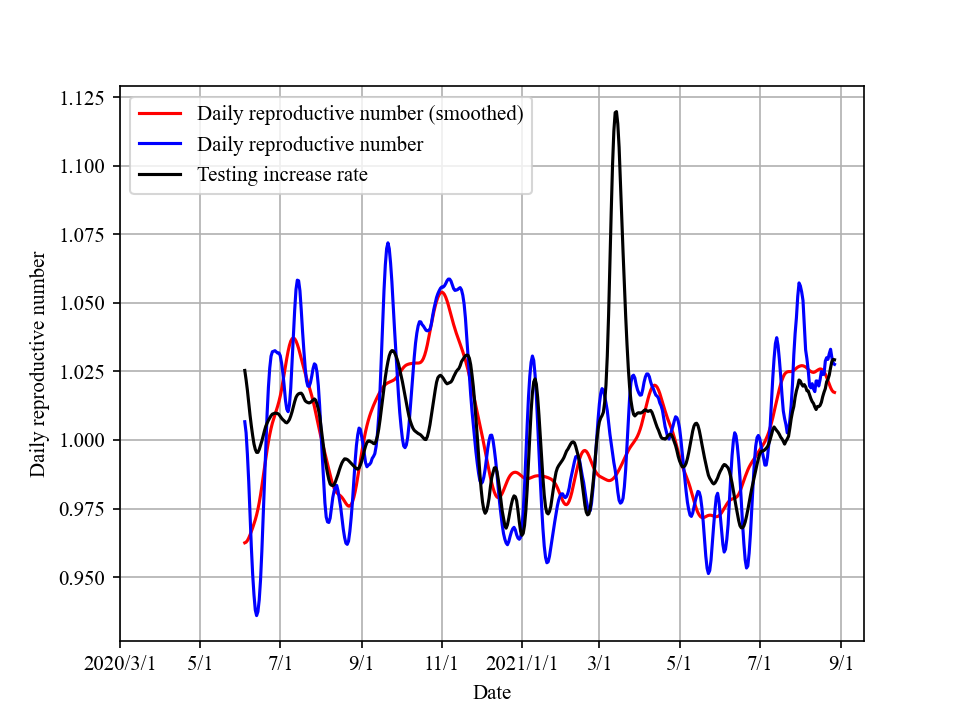 Daily reproductive number (smoothed)
Daily reproductive number
Testing increase rate
Daily reproductive number
1.125
1.100
1.075
1.050
1.025
1.000
0.975
0.950
2020/3/1 5/1 7/1 9/1 11/1 2021/1/1 3/1 5/1 7/1 9/1
Date